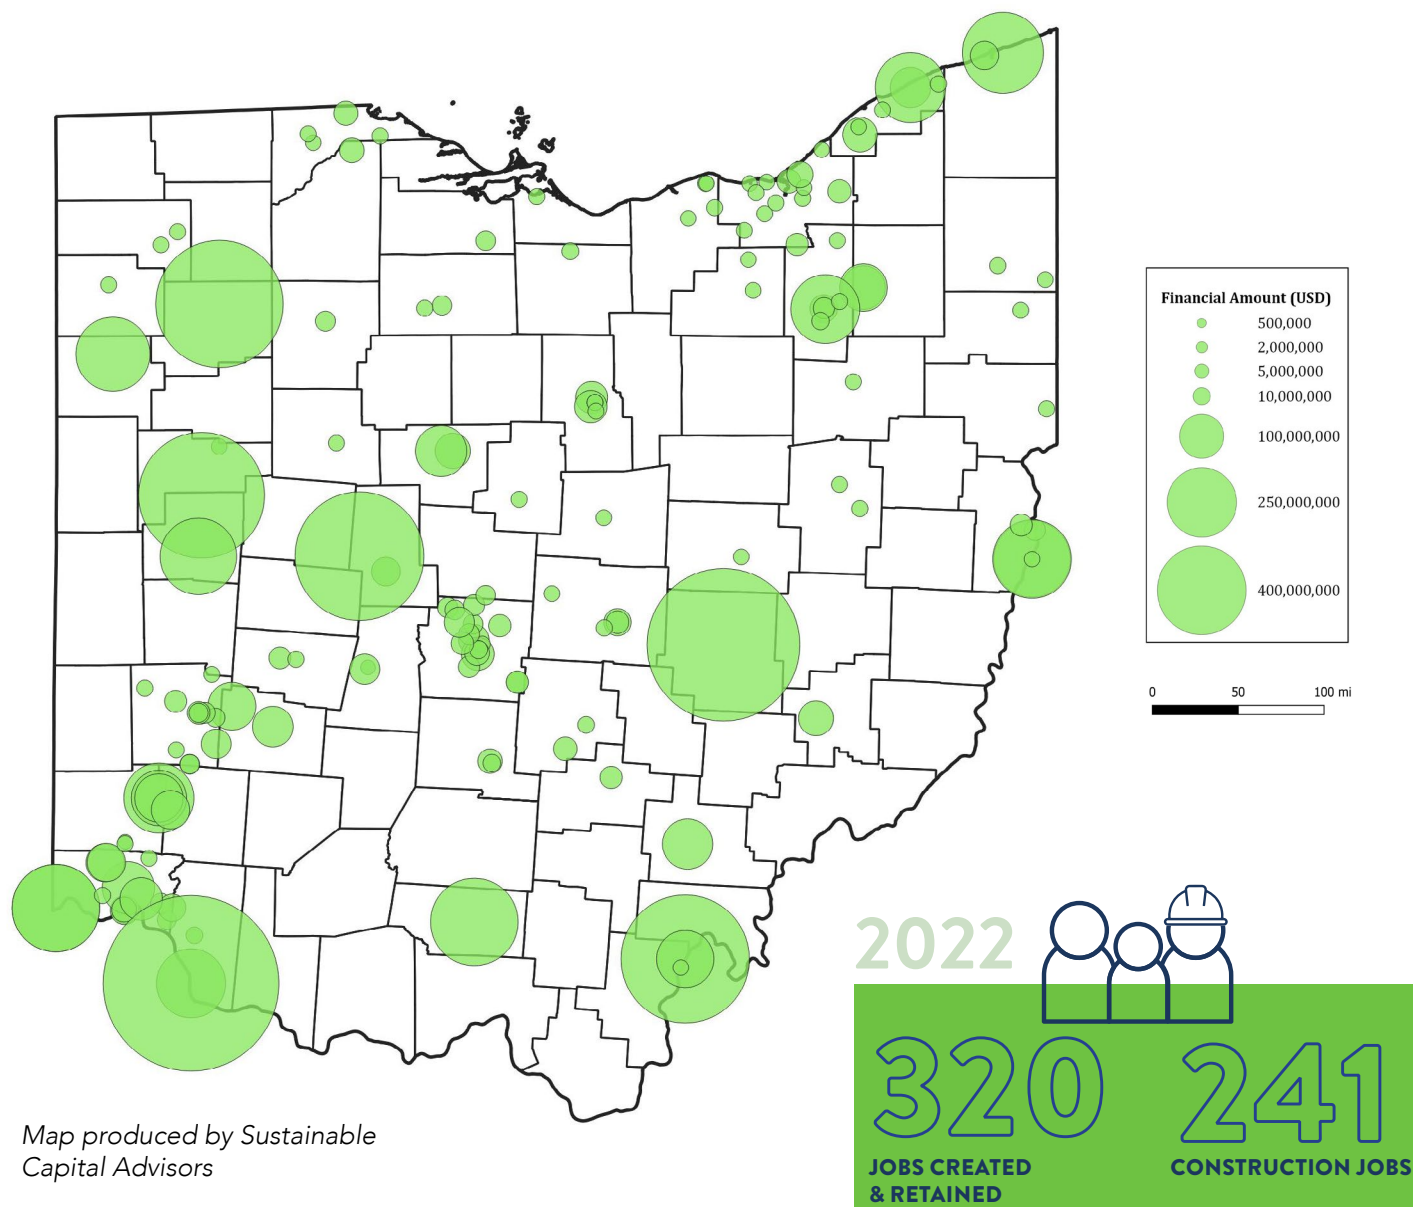 Financial Amount (USD)
500,000
2,000,000
5,000,000
10,000,000
100,000,000
250,000,000
400,000,000
0 50 100 mi
2022
320
JOBS CREATED
& RETAINED
241
CONSTRUCTION JOBS
Map produced by Sustainable
Capital Advisors